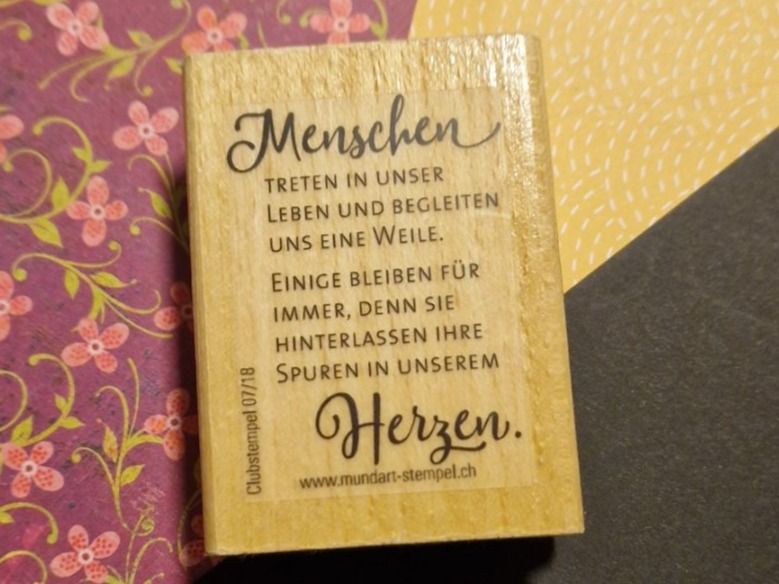 Menschen
TRETEN IN UNSER
LEBEN UND BEGLEITEN
UNS EINE WEILE.
EINIGE BLEIBEN FÜR
IMMER, DENN SIE
HINTERLASSEN IHRE
SPUREN IN UNSEREM
Herzen.
www.mundart-stempel.ch
Clubstempel 07/18